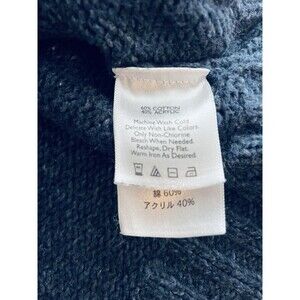 60% COTTON
40% ACRYLIC
Machine Wash Cold
Delicate With Like Colors.
Only Non-Chlorine
Bleach When Needed.
Reshape, Dry Flat.
Warm Iron As Desired.
綿 60%
アクリル 40%